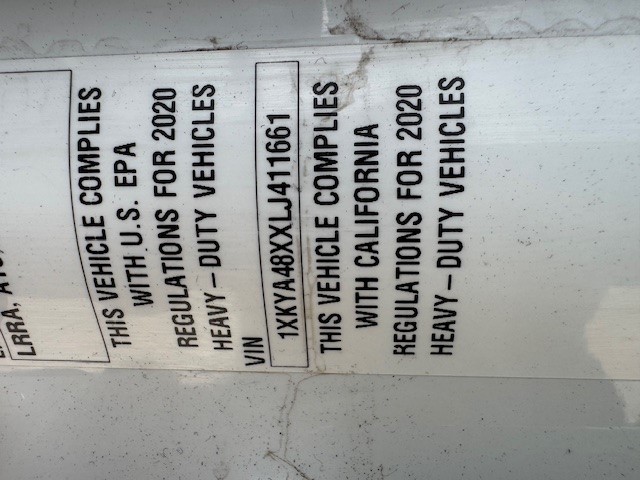 LRRA, ATC,
THIS VEHICLE COMPLIES
WITH U.S. EPA
REGULATIONS FOR 2020
HEAVY-DUTY VEHICLES
VIN
1XKYA48XXLJ411661
THIS VEHICLE COMPLIES
WITH CALIFORNIA
REGULATIONS FOR 2020
HEAVY-DUTY VEHICLES